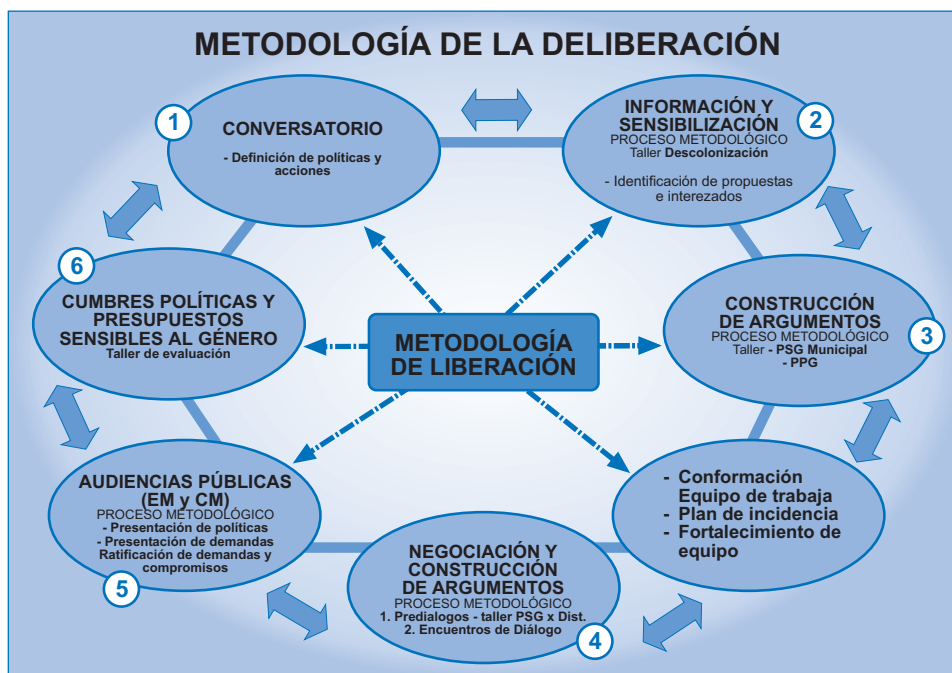 METODOLOGÍA DE LA DELIBERACIÓN
1
CONVERSATORIO
- Definición de políticas y
acciones
2
INFORMACIÓN Y
SENSIBILIZACIÓN
PROCESO METODOLÓGICO
Taller Descolonización
- Identificación de propuestas
e interezados
3
CONSTRUCCIÓN
DE ARGUMENTOS
PROCESO METODOLÓGICO
Taller - PSG Municipal
- PPG
- Conformación
Equipo de trabaja
- Plan de incidencia
- Fortalecimiento de
equipo
4
NEGOCIACIÓN Y
CONSTRUCCIÓN
DE ARGUMENTOS
PROCESO METODOLÓGICO
1. Predialogos - taller PSG x Dist.
2. Encuentros de Diálogo
5
AUDIENCIAS PÚBLICAS
(EM y CM)
PROCESO METODOLÓGICO
- Presentación de políticas
- Presentación de demandas
Ratificación de demandas y
compromisos
6
CUMBRES POLÍTICAS Y
PRESUPUESTOS
SENSIBLES AL GÉNERO
Taller de evaluación
METODOLOGÍA
DE LIBERACIÓN